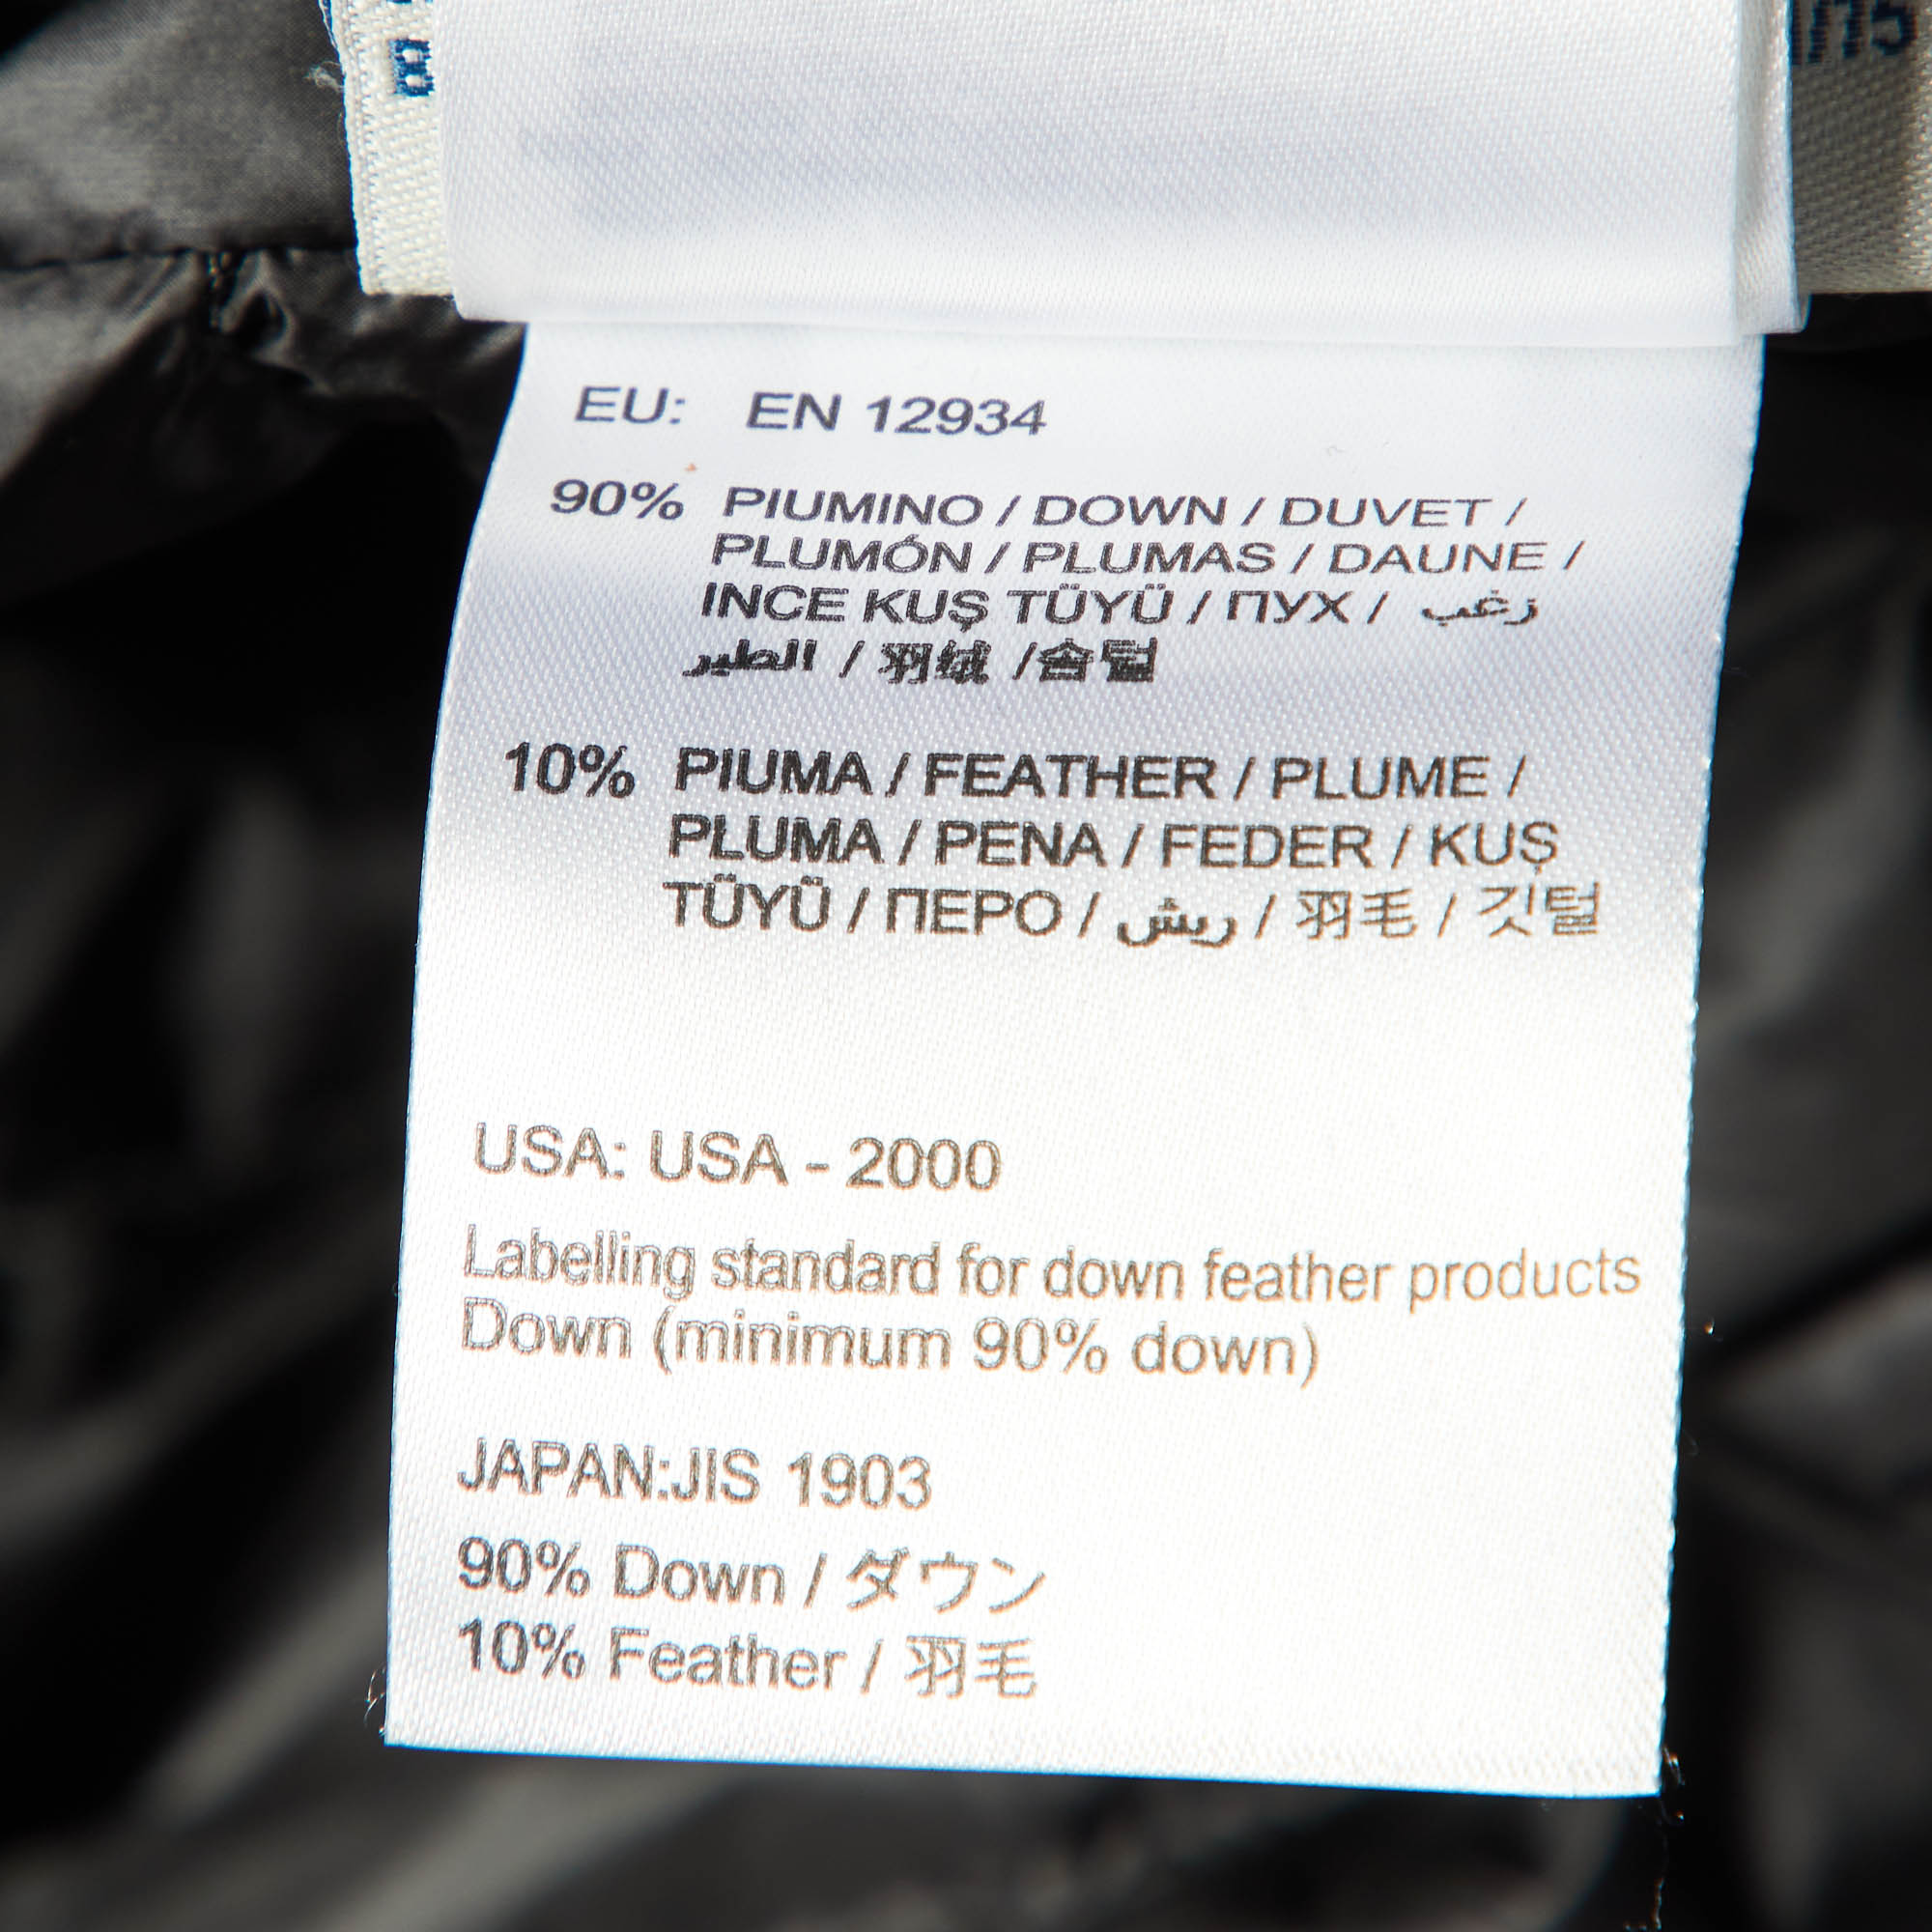 EU: EN 12934
90% PIUMINO / DOWN / DUVET /
PLUMÓN / PLUMAS / DAUNE /
INCE KUŞ TÜYÜ / ПУХ / زغب
الطير / 羽绒 /솜털
10% PIUMA / FEATHER / PLUME /
PLUMA / PENA / FEDER / KUŞ
TÜYÜ / ПЕРО / ريش / 羽毛 / 깃털
USA: USA - 2000
Labelling standard for down feather products
Down (minimum 90% down)
JAPAN:JIS 1903
90% Down / ダウン
10% Feather / 羽毛